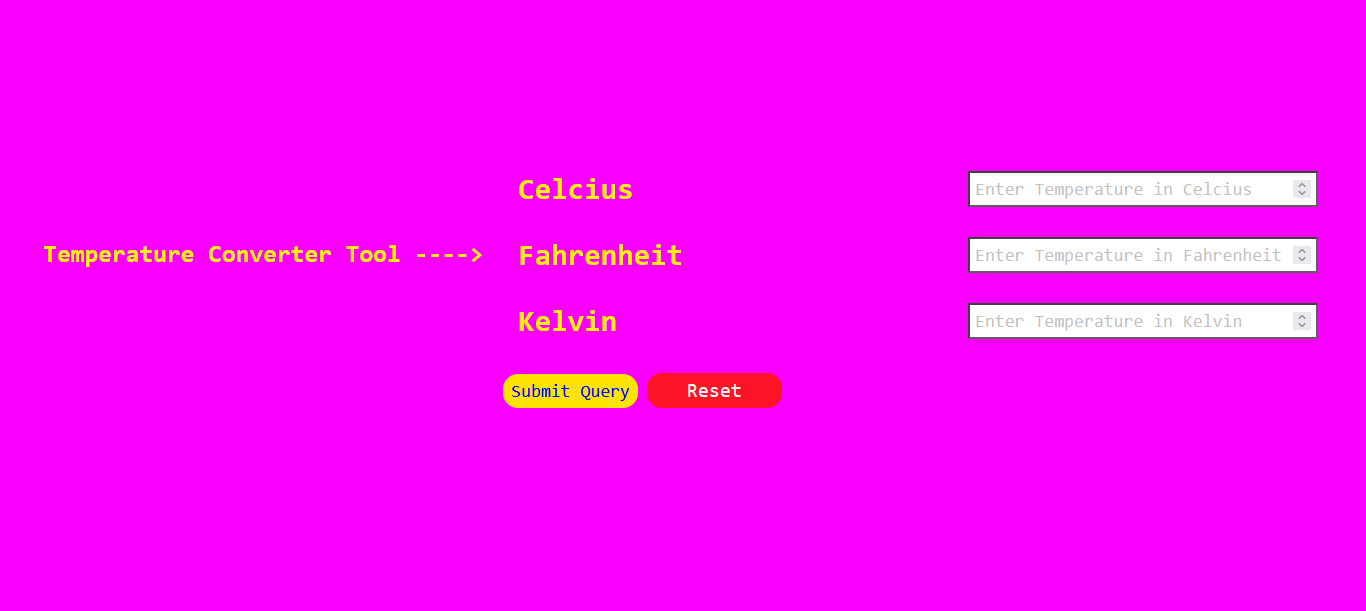 Celcius
Enter Temperature in Celcius
Temperature Converter Tool ---->
Fahrenheit
Enter Temperature in Fahrenheit
Kelvin
Enter Temperature in Kelvin
Submit Query
Reset